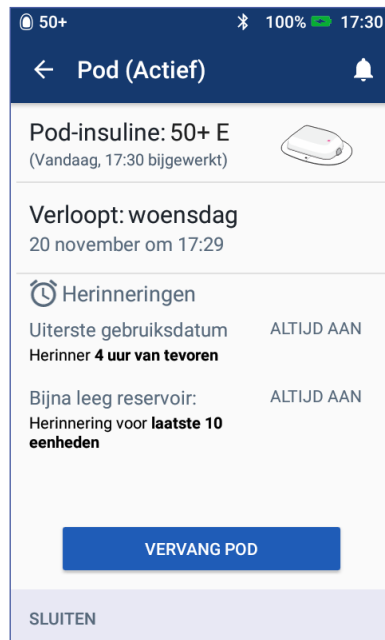 50+ 100% 17:30
Pod (Actief)
Pod-insuline: 50+ E
(Vandaag, 17:30 bijgewerkt)
Verloopt: woensdag
20 november om 17:29
Herinneringen
Uiterste gebruiksdatum ALTIJD AAN
Herinner 4 uur van tevoren
Bijna leeg reservoir: ALTIJD AAN
Herinnering voor laatste 10
eenheden
VERVANG POD
SLUITEN